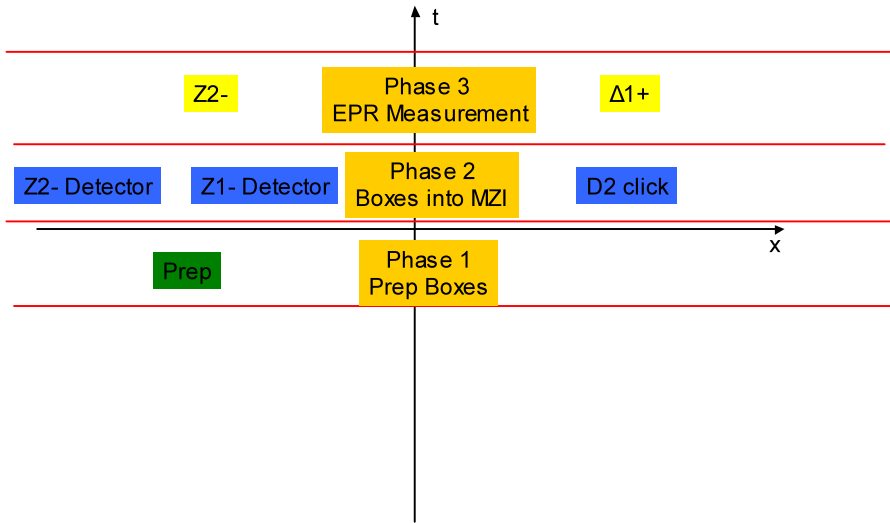 t
Z2-
Phase 3
EPR Measurement
Δ1+
Z2- Detector
Z1- Detector
Phase 2
Boxes into MZI
D2 click
x
Prep
Phase 1
Prep Boxes